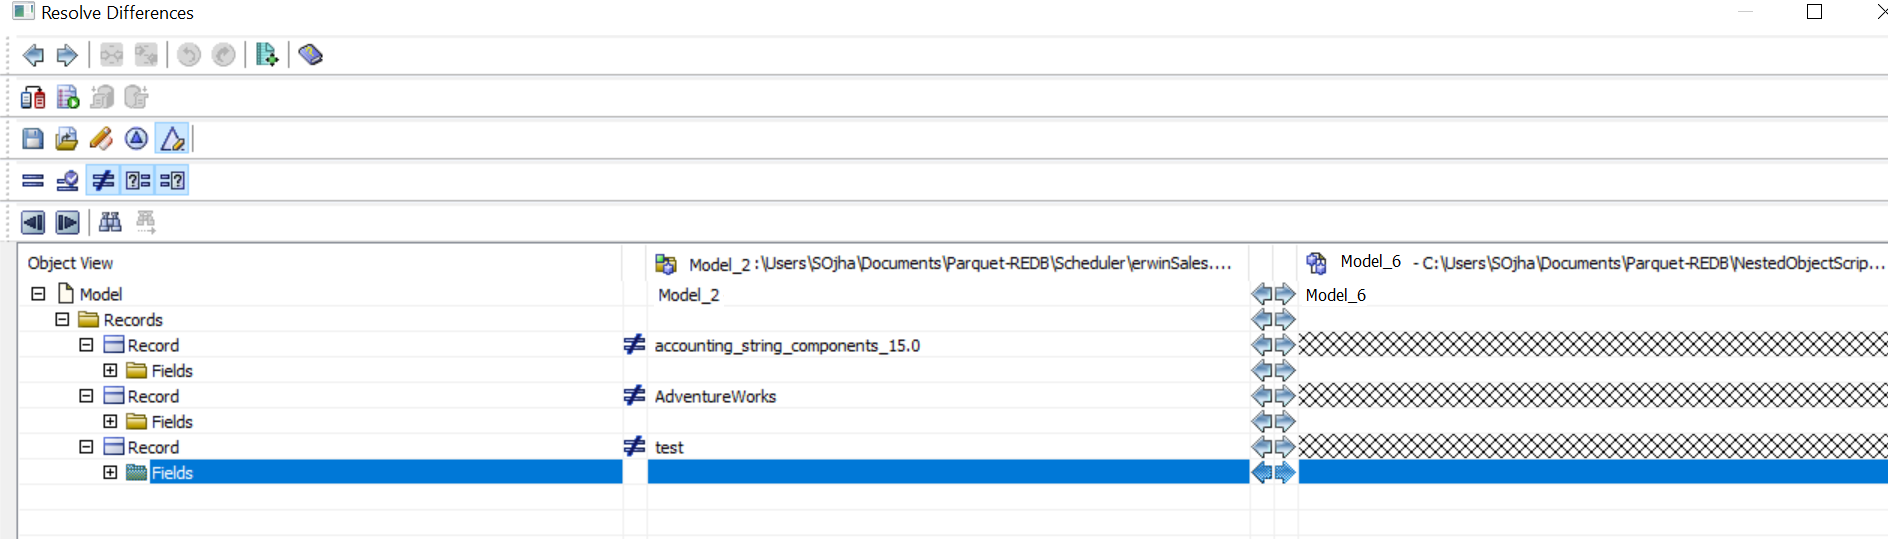 Resolve Differences
Object View Model_2 :\Users\SOjha\Documents\Parquet-REDB\Scheduler\erwinSales.... Model_6 - C:\Users\SOjha\Documents\Parquet-REDB\NestedObjectScrip...
Model Model_2 Model_6
Records
Record accounting_string_components_15.0
Fields
Record AdventureWorks
Fields
Record test
Fields